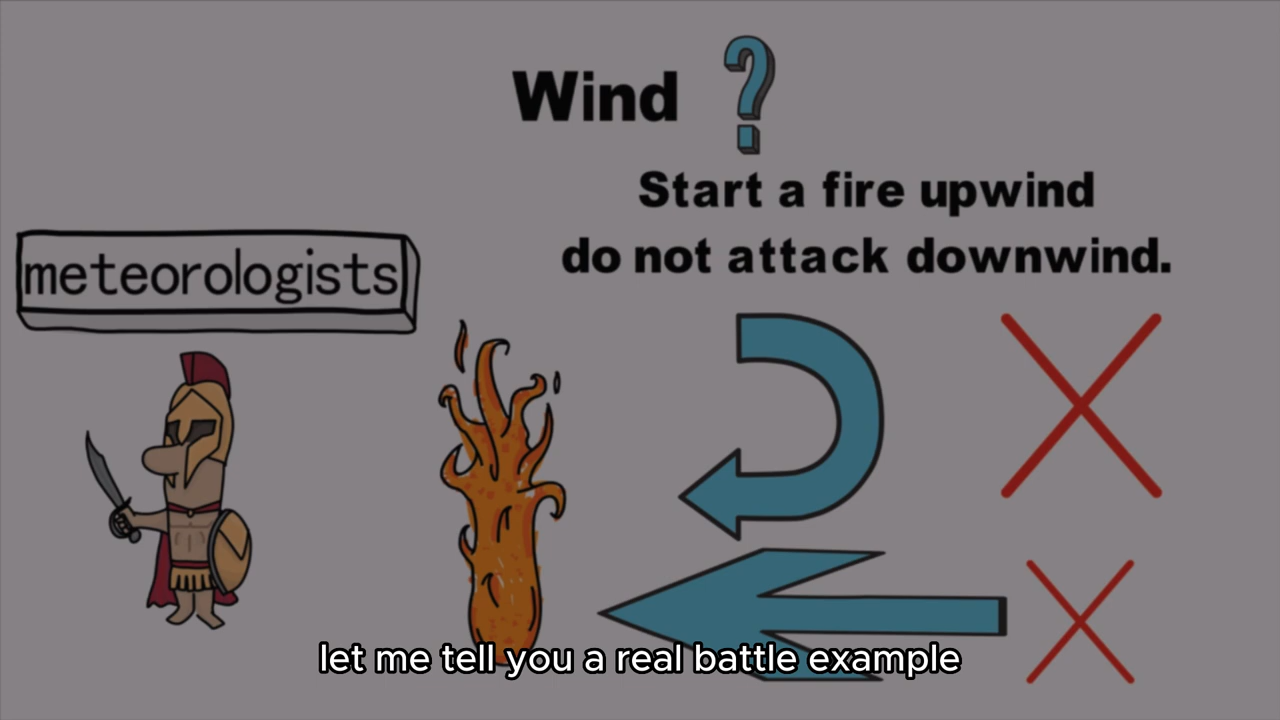 Wind ?
Start a fire upwind
do not attack downwind.
meteorologists
let me tell you a real battle example